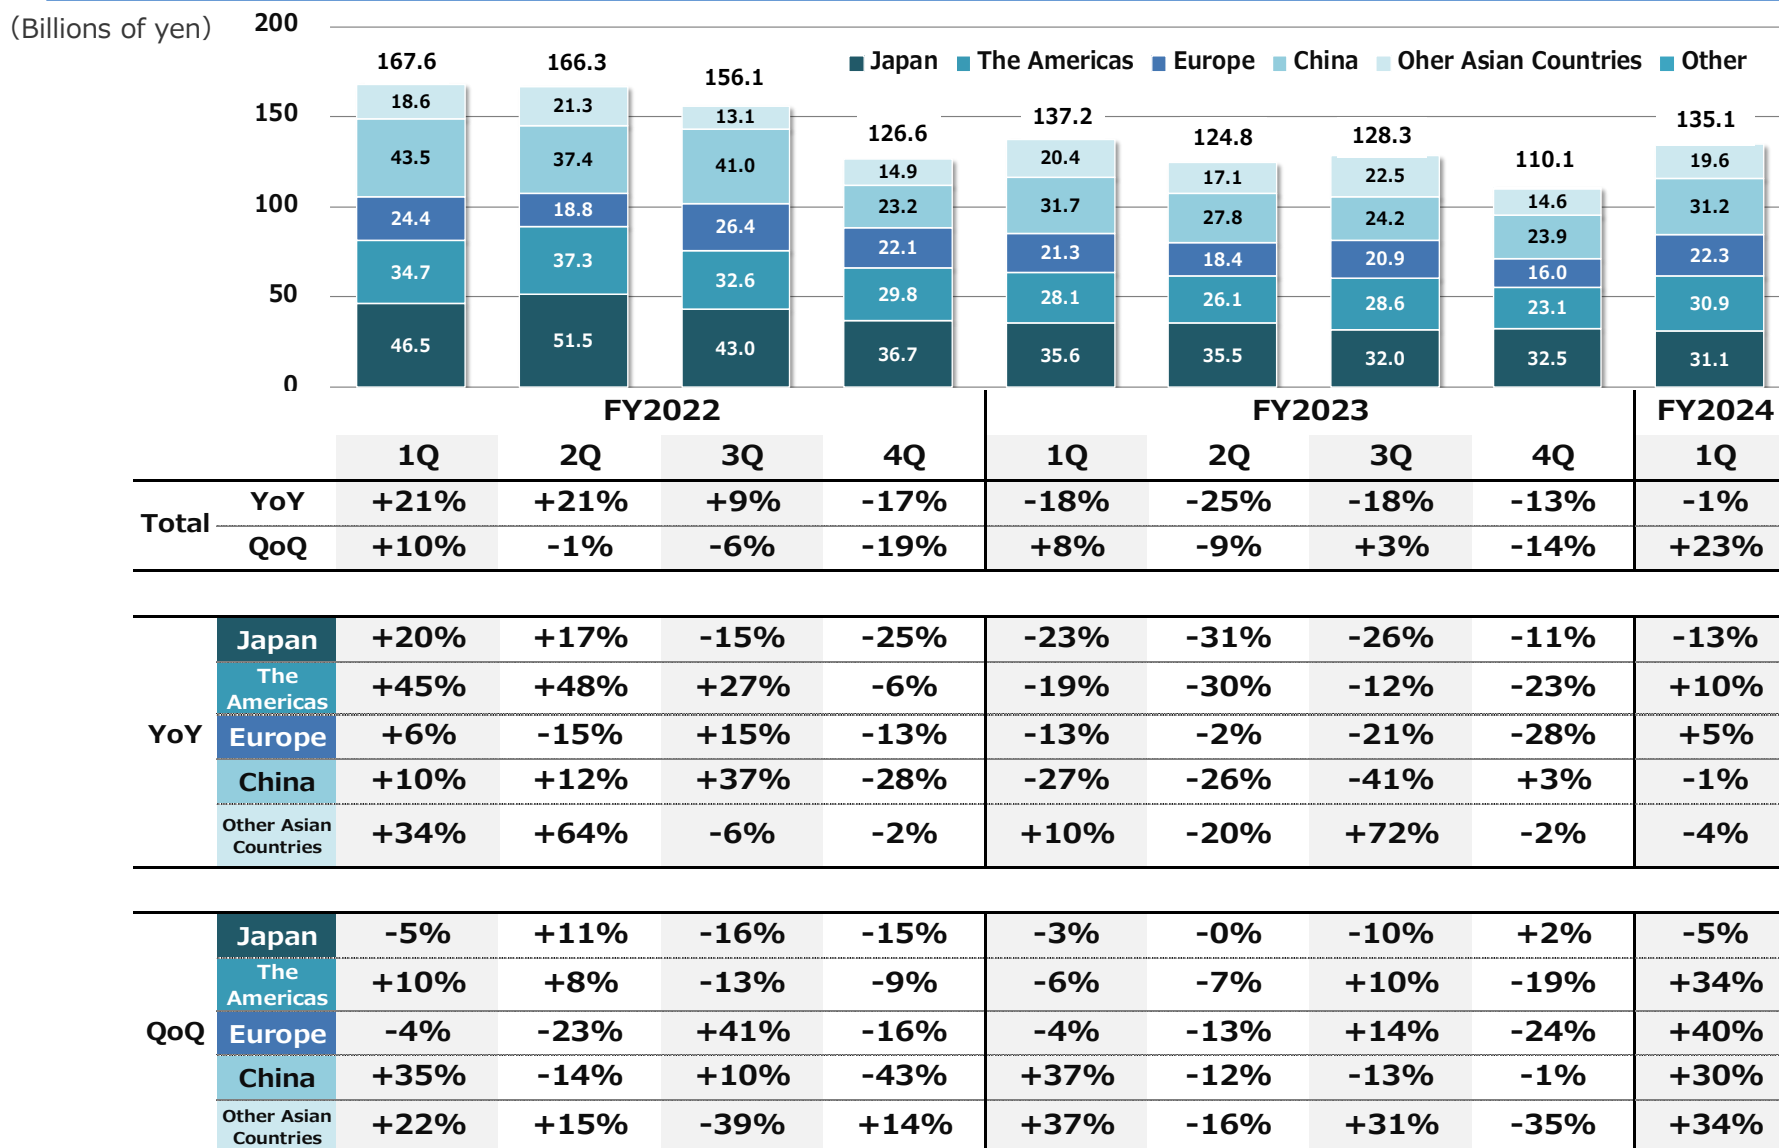 (Billions of yen)
200
150
100
50
0
Japan The Americas Europe China Oher Asian Countries Other
167.6 166.3 156.1 126.6 137.2 124.8 128.3 110.1 135.1
18.6 21.3 13.1 14.9 20.4 17.1 22.5 14.6 19.6
43.5 37.4 41.0 23.2 31.7 27.8 24.2 23.9 31.2
24.4 18.8 26.4 22.1 21.3 18.4 20.9 16.0 22.3
34.7 37.3 32.6 29.8 28.1 26.1 28.6 23.1 30.9
46.5 51.5 43.0 36.7 35.6 35.5 32.0 32.5 31.1
FY2022 FY2023 FY2024
1Q 2Q 3Q 4Q 1Q 2Q 3Q 4Q 1Q
Total
YoY +21% +21% +9% -17% -18% -25% -18% -13% -1%
QoQ +10% -1% -6% -19% +8% -9% +3% -14% +23%
YoY
Japan +20% +17% -15% -25% -23% -31% -26% -11% -13%
The
Americas +45% +48% +27% -6% -19% -30% -12% -23% +10%
Europe +6% -15% +15% -13% -13% -2% -21% -28% +5%
China +10% +12% +37% -28% -27% -26% -41% +3% -1%
Other Asian
Countries +34% +64% -6% -2% +10% -20% +72% -2% -4%
QoQ
Japan -5% +11% -16% -15% -3% -0% -10% +2% -5%
The
Americas +10% +8% -13% -9% -6% -7% +10% -19% +34%
Europe -4% -23% +41% -16% -4% -13% +14% -24% +40%
China +35% -14% +10% -43% +37% -12% -13% -1% +30%
Other Asian
Countries +22% +15% -39% +14% +37% -16% +31% -35% +34%